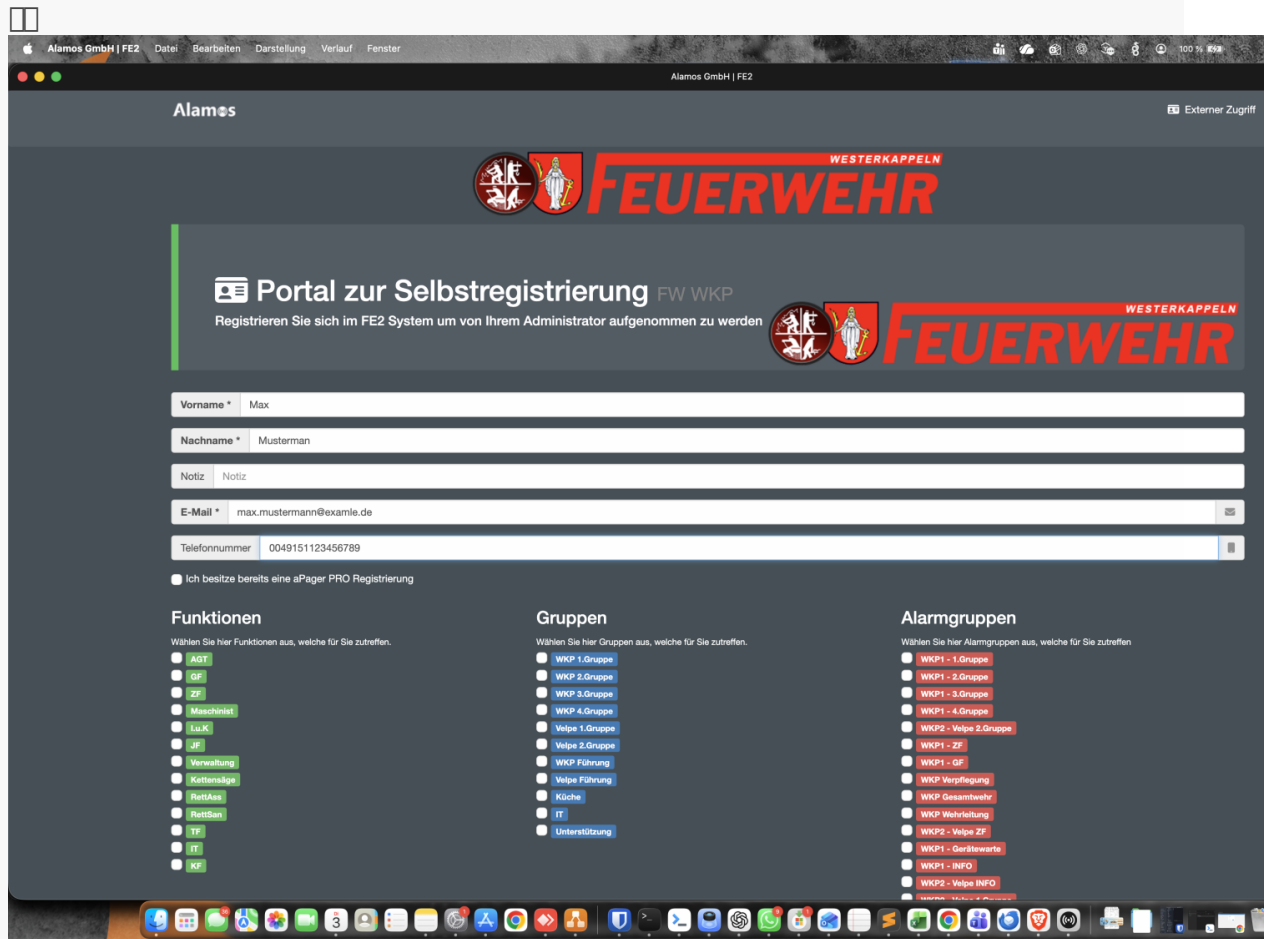 Alamos GmbH | FE2 Datei Bearbeiten Darstellung Verlauf Fenster 100 %
Alamos GmbH | FE2
Alamos Externer Zugriff
WESTERKAPPELN
FEUERWEHR
Portal zur Selbstregistrierung FW WKP
Registrieren Sie sich im FE2 System um von Ihrem Administrator aufgenommen zu werden
WESTERKAPPELN
FEUERWEHR
Vorname * Max
Nachname * Musterman
Notiz Notiz
E-Mail * max.mustermann@examle.de
Telefonnummer 0049151123456789
Ich besitze bereits eine aPager PRO Registrierung
Funktionen
Wählen Sie hier Funktionen aus, welche für Sie zutreffen.
AGT
GF
ZF
Maschinist
I.u.K
JF
Verwaltung
Kettensäge
RettAss
RettSan
TF
IT
KF
Gruppen
Wählen Sie hier Gruppen aus, welche für Sie zutreffen.
WKP 1.Gruppe
WKP 2.Gruppe
WKP 3.Gruppe
WKP 4.Gruppe
Velpe 1.Gruppe
Velpe 2.Gruppe
WKP Führung
Velpe Führung
Küche
IT
Unterstützung
Alarmgruppen
Wählen Sie hier Alarmgruppen aus, welche für Sie zutreffen
WKP1 - 1.Gruppe
WKP1 - 2.Gruppe
WKP1 - 3.Gruppe
WKP1 - 4.Gruppe
WKP2 - Velpe 2.Gruppe
WKP1 - ZF
WKP1 - GF
WKP Verpflegung
WKP Gesamtwehr
WKP Wehrleitung
WKP2 - Velpe ZF
WKP1 - Gerätewarte
WKP1 - INFO
WKP2 - Velpe INFO
3